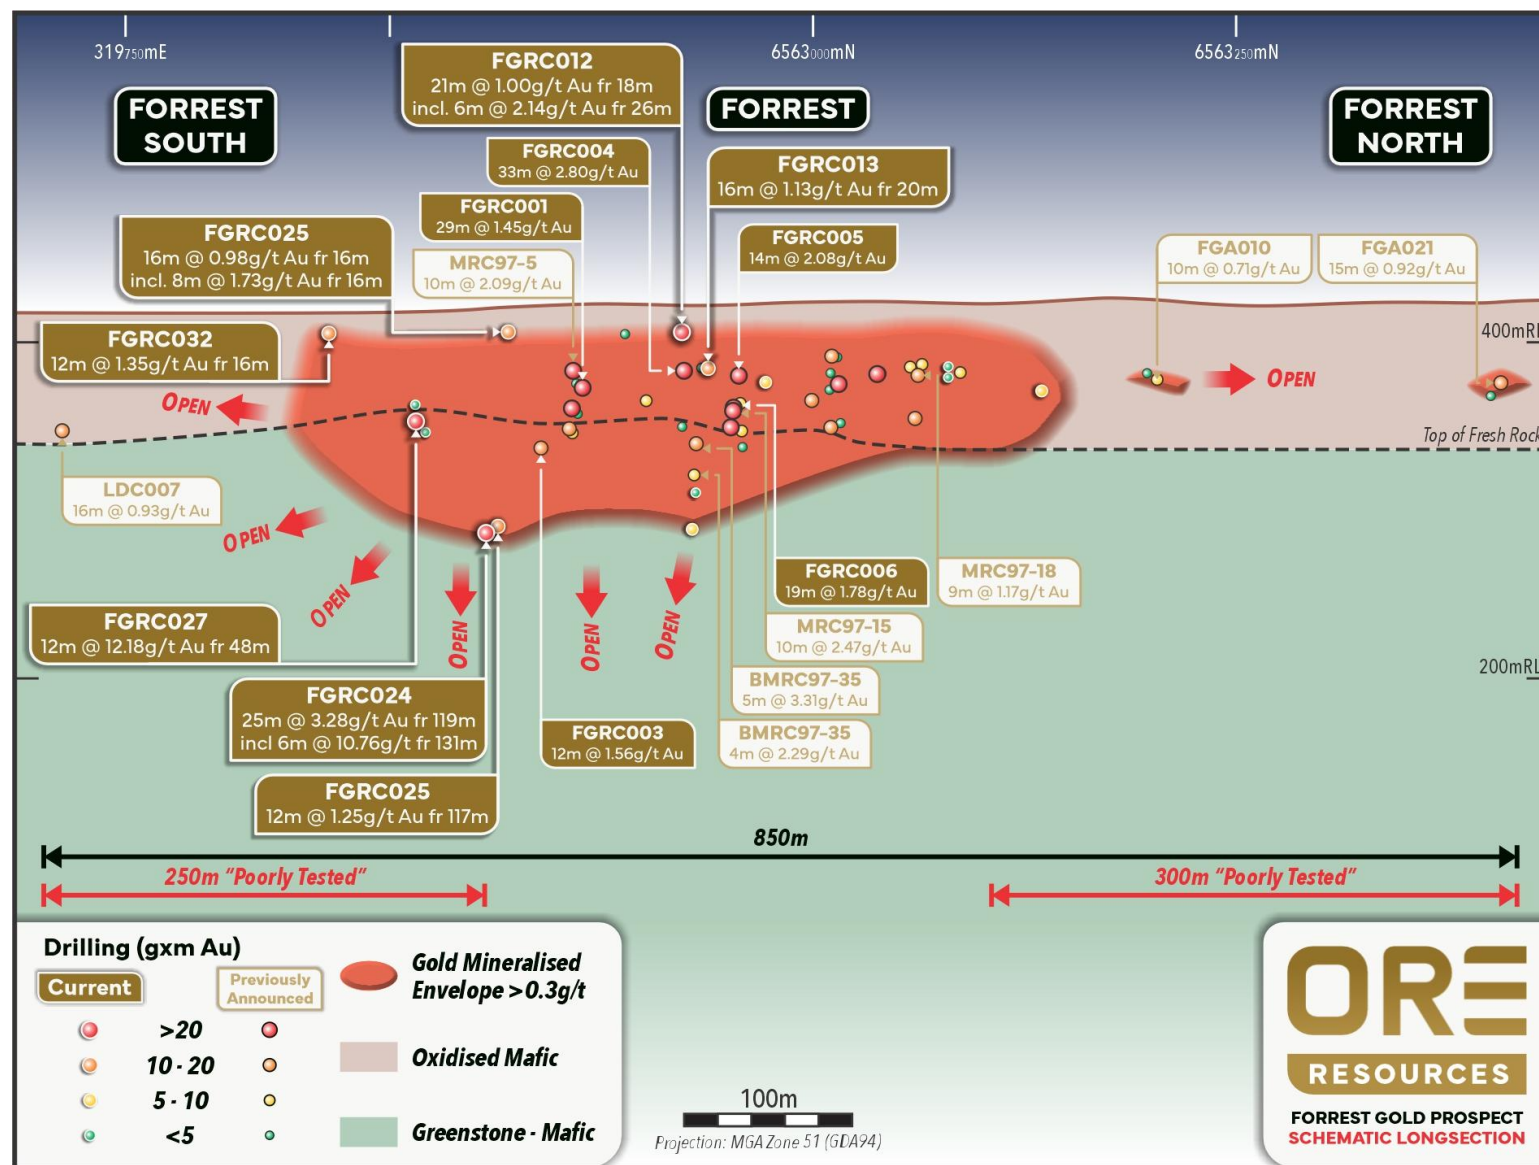 319750mE
6563000mN
6563250mN
FORREST
SOUTH
FORREST
FORREST
NORTH
FGRC012
21m @ 1.00g/t Au fr 18m
incl. 6m @ 2.14g/t Au fr 26m
FGRC004
33m @ 2.80g/t Au
FGRC013
16m @ 1.13g/t Au fr 20m
FGRC001
29m @ 1.45g/t Au
FGRC025
16m @ 0.98g/t Au fr 16m
incl. 8m @ 1.73g/t Au fr 16m
FGRC005
14m @ 2.08g/t Au
MRC97-5
10m @ 2.09g/t Au
FGA010
10m @ 0.71g/t Au
FGA021
15m @ 0.92g/t Au
FGRC032
12m @ 1.35g/t Au fr 16m
400mRL
OPEN
OPEN
Top of Fresh Rock
LDC007
16m @ 0.93g/t Au
OPEN
OPEN
OPEN
OPEN
OPEN
FGRC006
19m @ 1.78g/t Au
MRC97-18
9m @ 1.17g/t Au
FGRC027
12m @ 12.18g/t Au fr 48m
MRC97-15
10m @ 2.47g/t Au
200mRL
BMRC97-35
5m @ 3.31g/t Au
FGRC024
25m @ 3.28g/t Au fr 119m
incl 6m @ 10.76g/t fr 131m
FGRC003
12m @ 1.56g/t Au
BMRC97-35
4m @ 2.29g/t Au
FGRC025
12m @ 1.25g/t Au fr 117m
850m
250m "Poorly Tested"
300m "Poorly Tested"
Drilling (gxm Au)
Current
Previously
Announced
>20
10 - 20
5 - 10
<5
Gold Mineralised
Envelope >0.3g/t
Oxidised Mafic
Greenstone - Mafic
100m
Projection: MGA Zone 51 (GDA94)
ORE
RESOURCES
FORREST GOLD PROSPECT
SCHEMATIC LONGSECTION